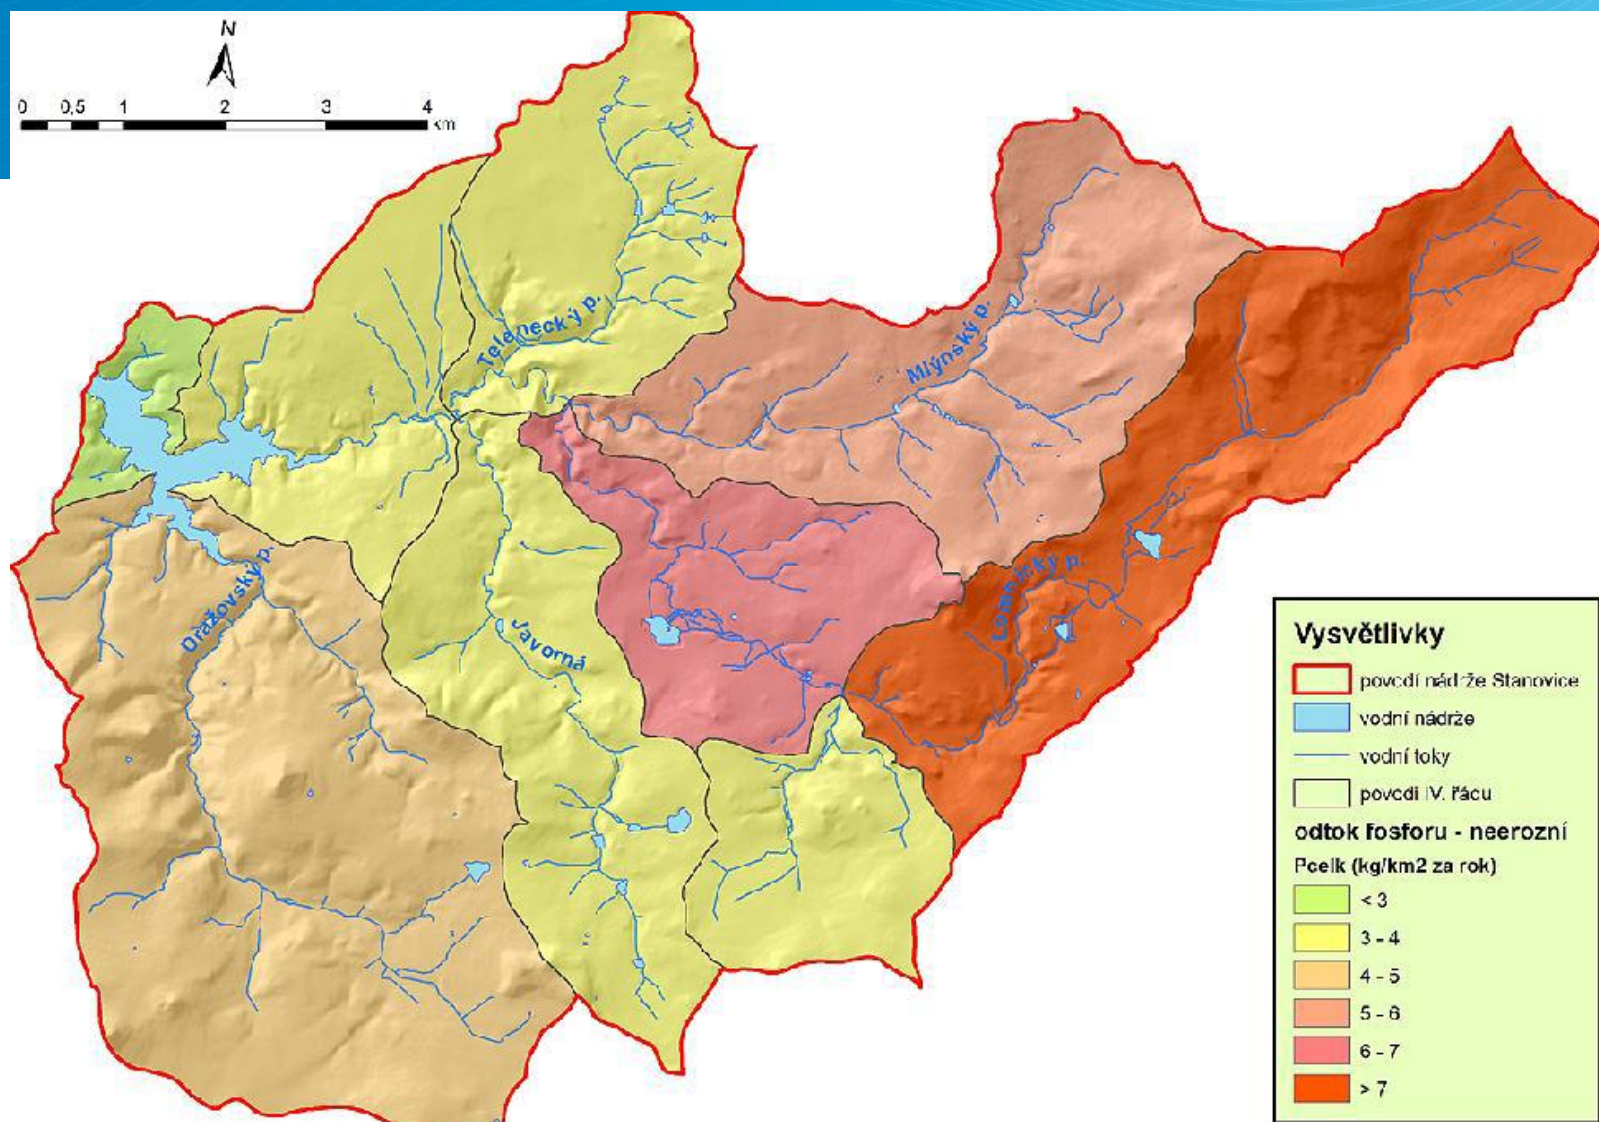 N
0 0,5 1 2 3 4
km
Telenecký p.
Mlýnský p.
Lomnický p.
Dražovský p.
Javorná
Vysvětlivky
povodí nádrže Stanovice
vodní nádrže
vodní toky
povodí IV. řádu
odtok fosforu - neerozní
Pcelk (kg/km2 za rok)
< 3
3 - 4
4 - 5
5 - 6
6 - 7
> 7